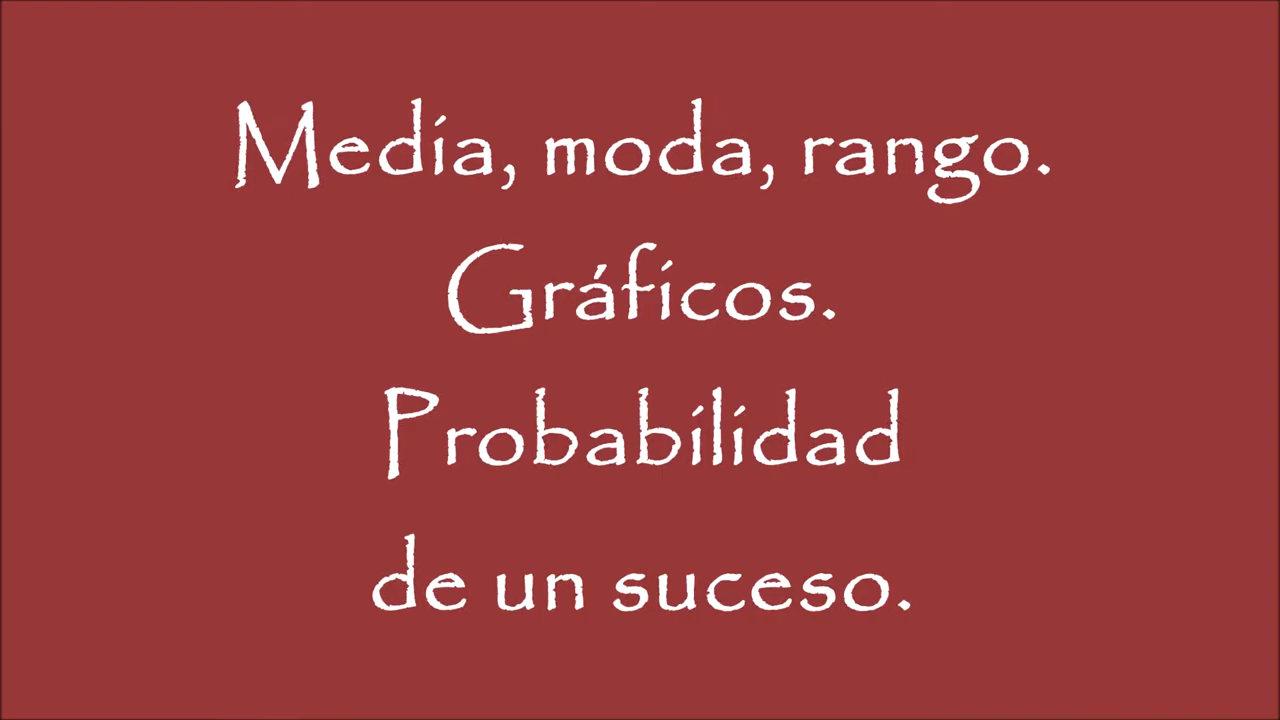 Media, moda, rango.
Gráficos.
Probabilidad
de un suceso.